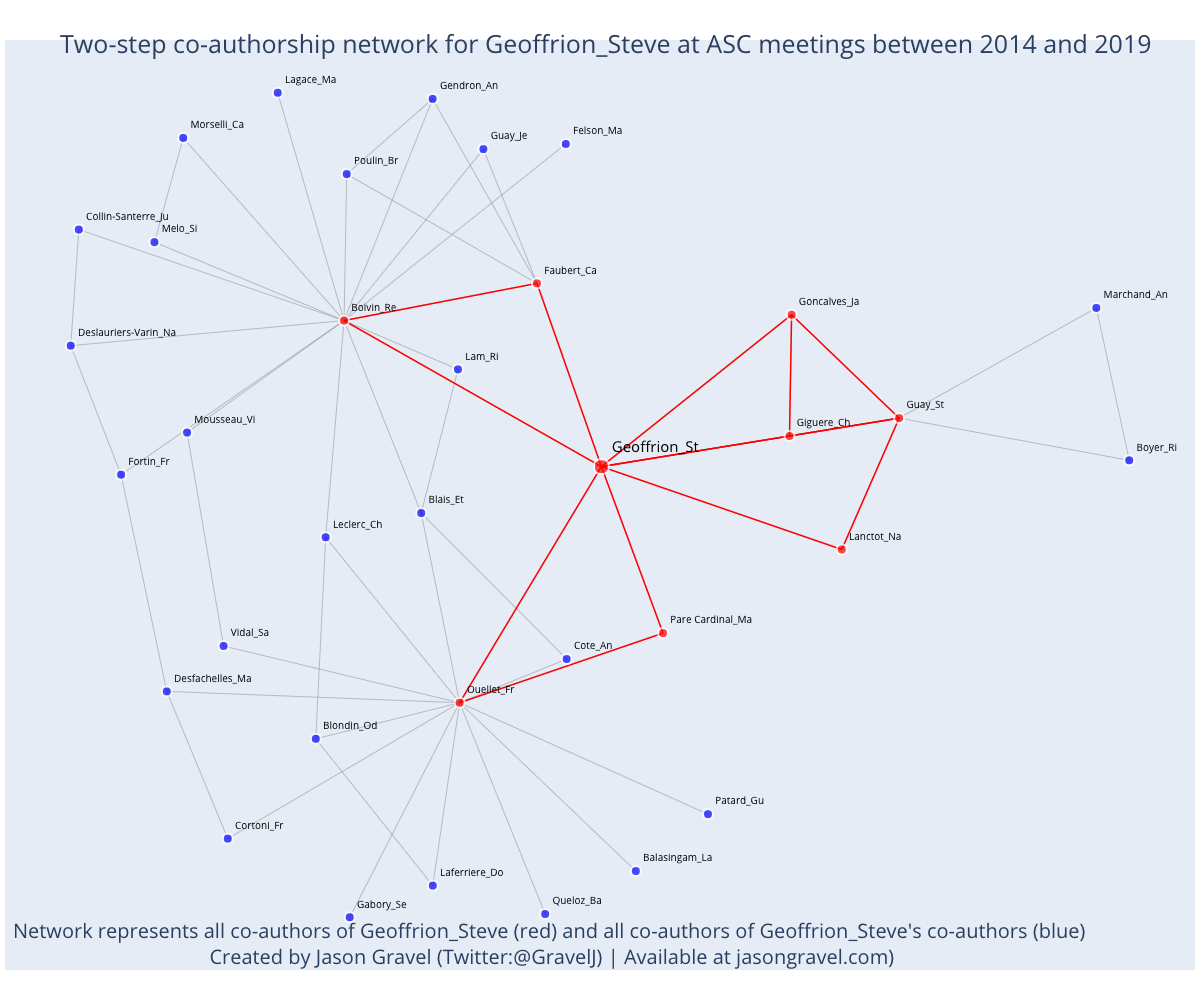 Two-step co-authorship network for Geoffrion_Steve at ASC meetings between 2014 and 2019
Lagace_Ma
Gendron_An
Morselli_Ca
Guay_Je
Felson_Ma
Poulin_Br
Collin-Santerre_Ju
Melo_Si
Faubert_Ca
Marchand_An
Goncalves_Ja
Boivin_Re
Deslauriers-Varin_Na
Lam_Ri
Guay_St
Mousseau_Vi
Giguere_Ch
Geoffrion_St
Boyer_Ri
Fortin_Fr
Blais_Et
Leclerc_Ch
Lanctot_Na
Pare Cardinal_Ma
Vidal_Sa
Cote_An
Desfachelles_Ma
Ouellet_Fr
Blondin_Od
Patard_Gu
Cortoni_Fr
Balasingam_La
Laferriere_Do
Queloz_Ba
Gabory_Se
Network represents all co-authors of Geoffrion_Steve (red) and all co-authors of Geoffrion_Steve's co-authors (blue)
Created by Jason Gravel (Twitter:@GravelJ) | Available at jasongravel.com)